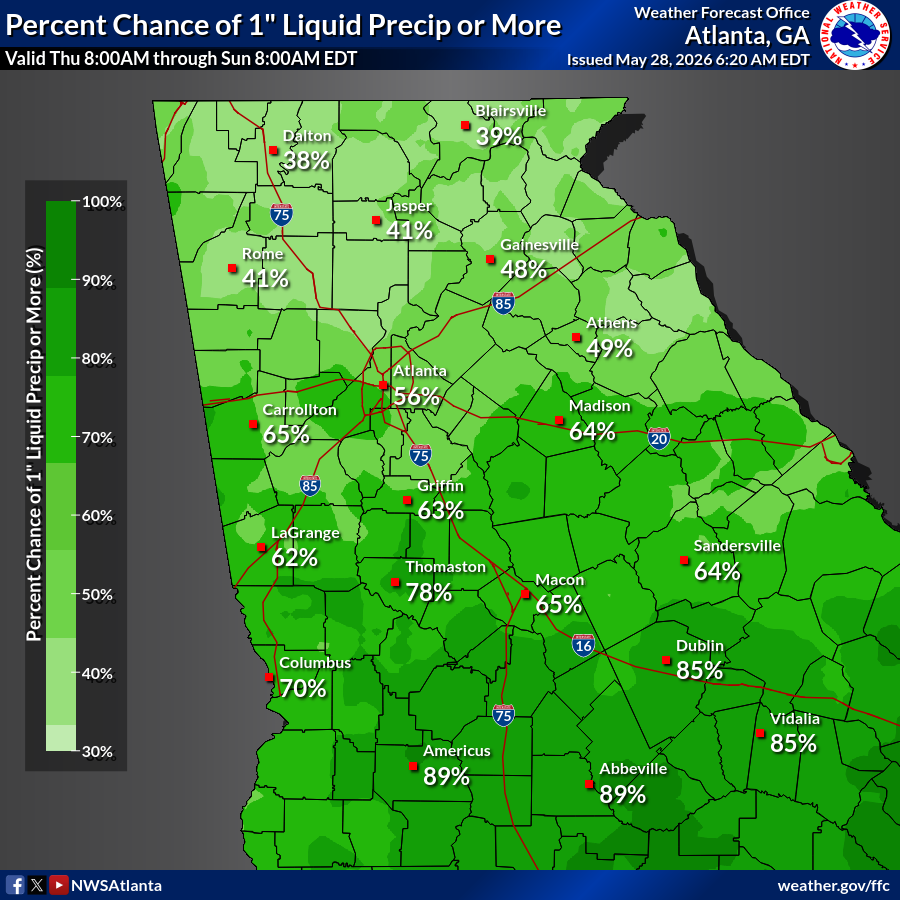 Percent Chance of 1" Liquid Precip or More
Valid Thu 8:00AM through Sun 8:00AM EDT
Weather Forecast Office
Atlanta, GA
Issued May 28, 2026 6:20 AM EDT
NATIONAL WEATHER SERVICE
Percent Chance of 1" Liquid Precip or More (%)
100%
90%
80%
70%
60%
50%
40%
30%
Blairsville
39%
Dalton
38%
Jasper
41%
75
Gainesville
48%
Rome
41%
85
Athens
49%
Atlanta
56%
Carrollton
65%
Madison
64%
20
75
85
Griffin
63%
LaGrange
62%
Sandersville
64%
Thomaston
78%
Macon
65%
16
Dublin
85%
Columbus
70%
75
Vidalia
85%
Americus
89%
Abbeville
89%
NWSAtlanta
weather.gov/ffc